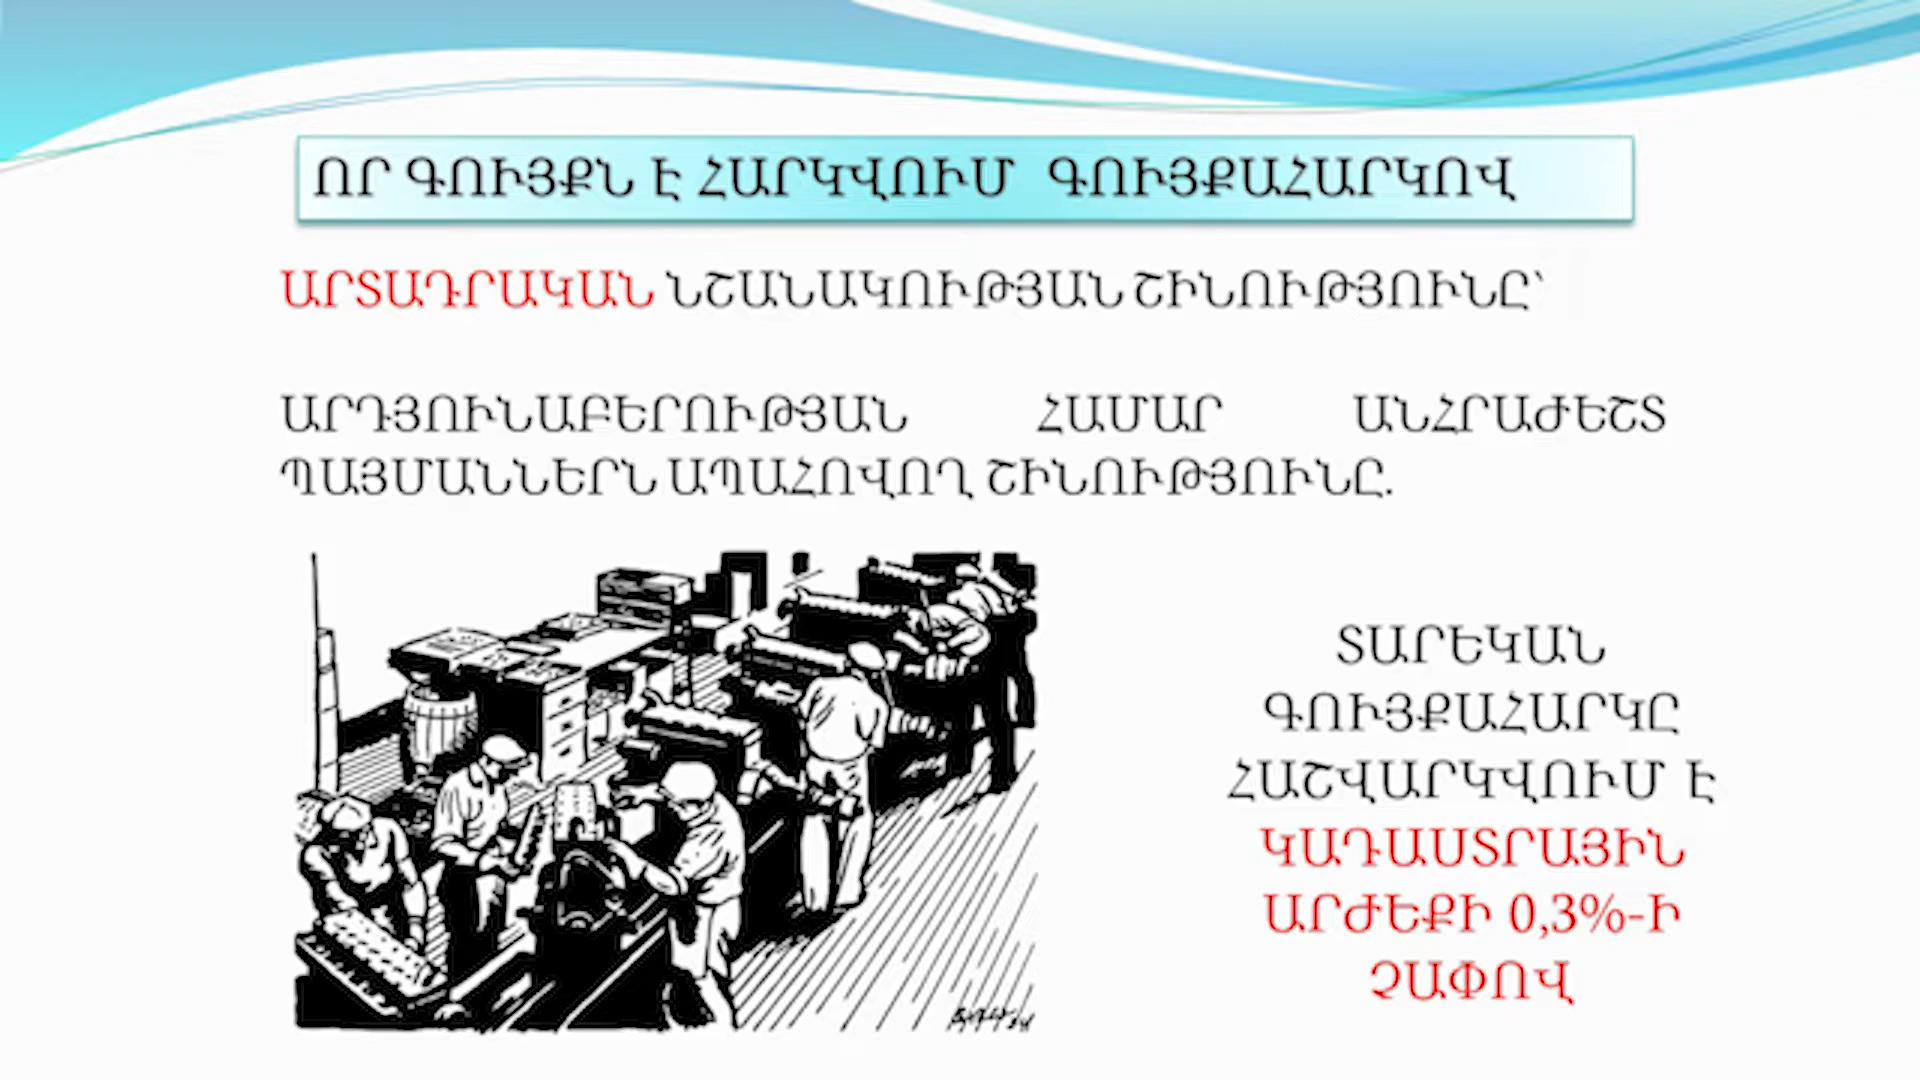 ՈՐ ԳՈՒՅՔՆ Է ՀԱՐԿՎՈՒՄ ԳՈՒՅՔԱՀԱՐԿՈՎ
ԱՐՏԱԴՐԱԿԱՆ ՆՇԱՆԱԿՈՒԹՅԱՆ ՇԻՆՈՒԹՅՈՒՆԸ՝
ԱՐԴՅՈՒՆԱԲԵՐՈՒԹՅԱՆ ՀԱՄԱՐ ԱՆՀՐԱԺԵՇՏ
ՊԱՅՄԱՆՆԵՐՆ ԱՊԱՀՈՎՈՂ ՇԻՆՈՒԹՅՈՒՆԸ.
ՏԱՐԵԿԱՆ
ԳՈՒՅՔԱՀԱՐԿԸ
ՀԱՇՎԱՐԿՎՈՒՄ Է
ԿԱԴԱՍՏՐԱՅԻՆ
ԱՐԺԵՔԻ 0,3%-Ի
ՉԱՓՈՎ